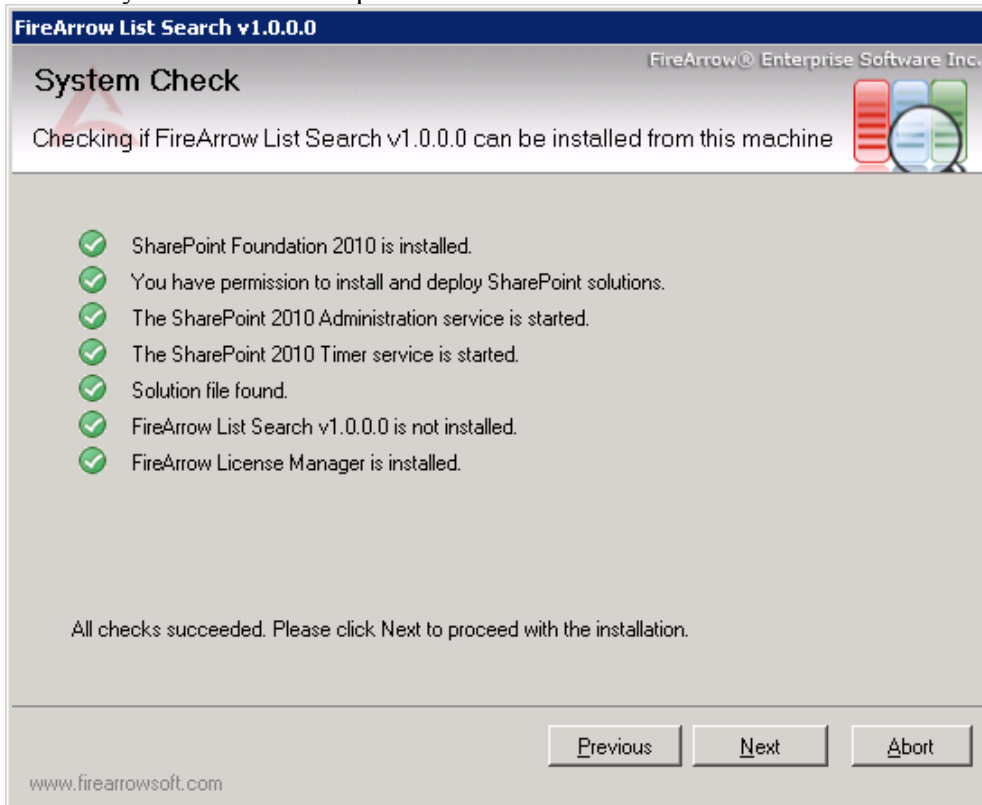 FireArrow List Search v1.0.0.0
FireArrow® Enterprise Software Inc.
System Check
Checking if FireArrow List Search v1.0.0.0 can be installed from this machine
SharePoint Foundation 2010 is installed.
You have permission to install and deploy SharePoint solutions.
The SharePoint 2010 Administration service is started.
The SharePoint 2010 Timer service is started.
Solution file found.
FireArrow List Search v1.0.0.0 is not installed.
FireArrow License Manager is installed.
All checks succeeded. Please click Next to proceed with the installation.
Previous Next Abort
www.firearrowsoft.com